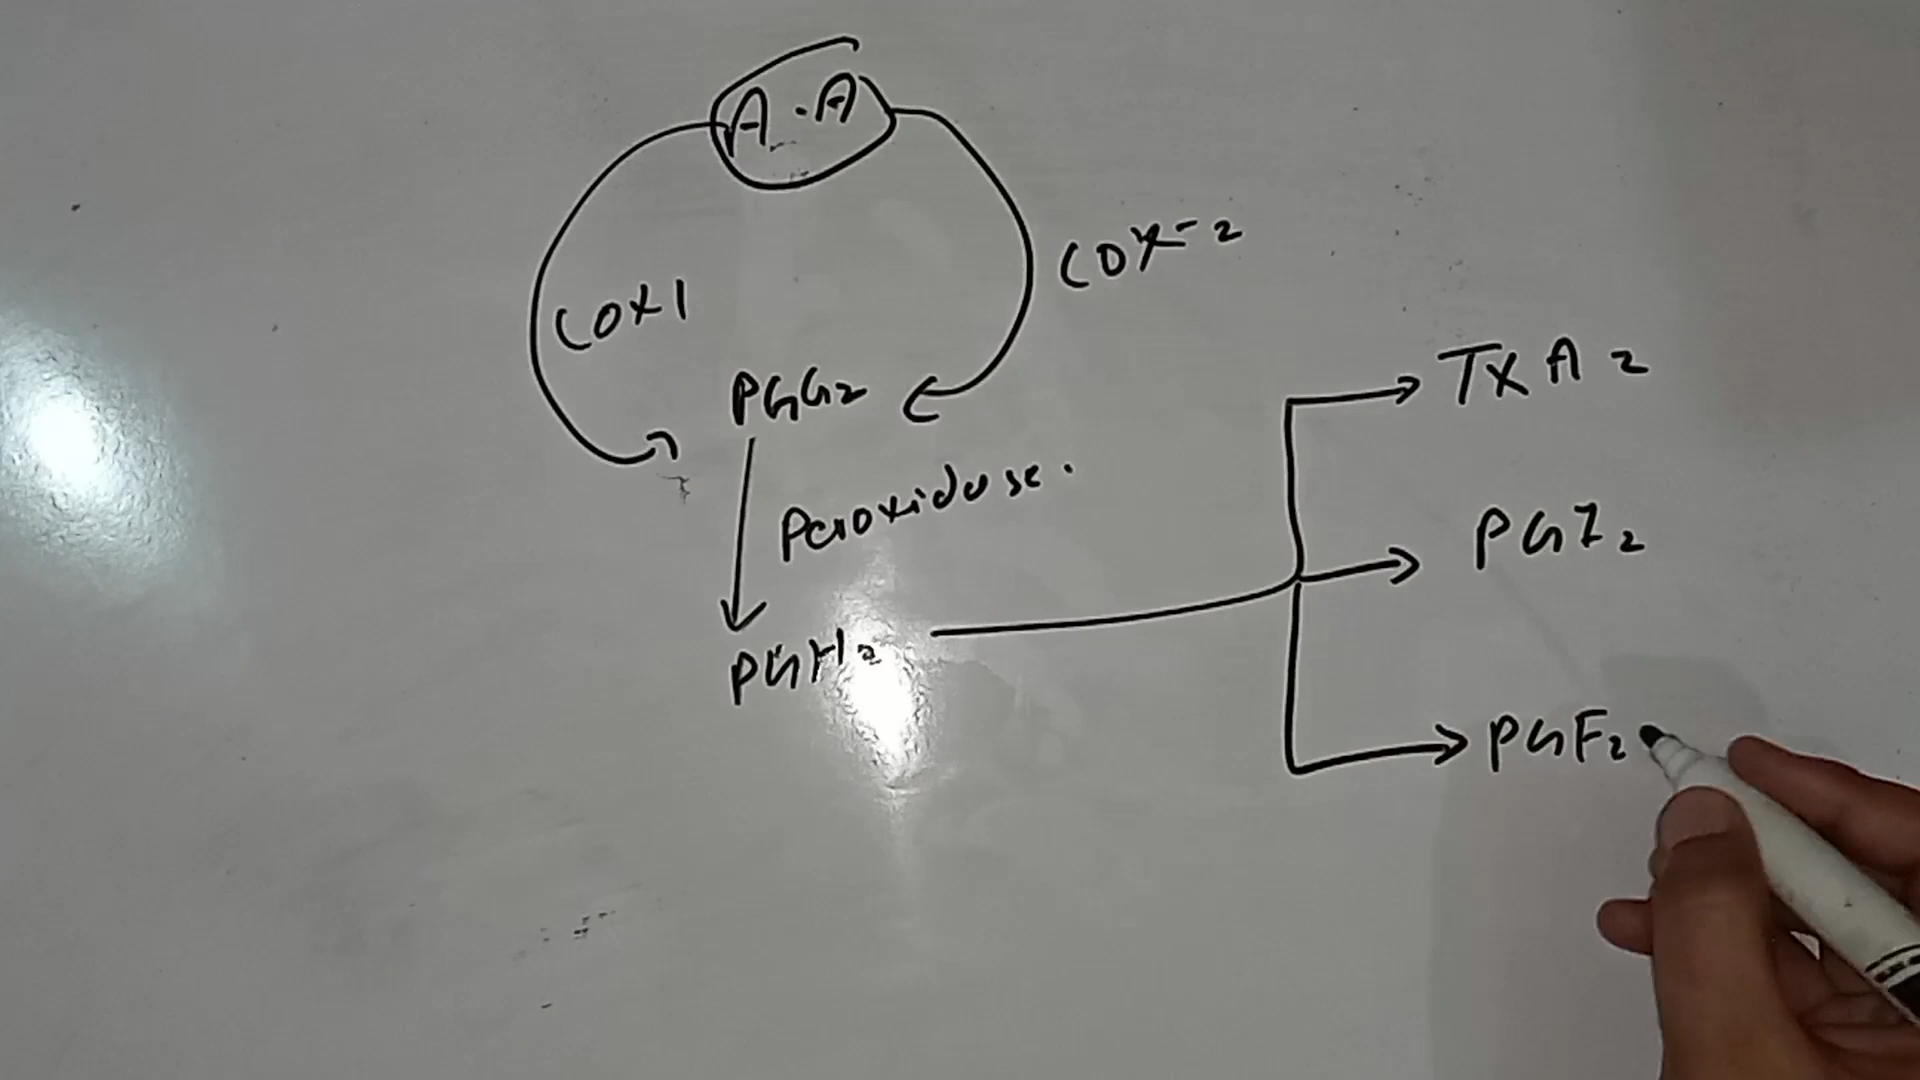 A.A
COX-2
COX1
TXA2
PGG2
Peroxidase.
PGI2
PGH2
PGF2